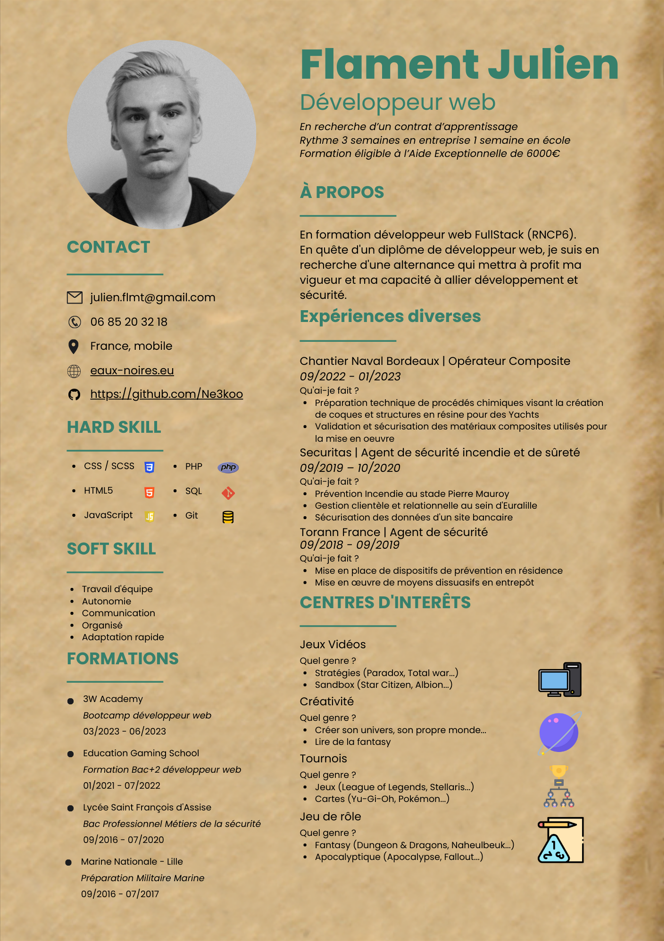 Flament Julien
Développeur web
En recherche d'un contrat d'apprentissage
Rythme 3 semaines en entreprise 1 semaine en école
Formation éligible à l'Aide Exceptionnelle de 6000€
CONTACT
julien.flmt@gmail.com
06 85 20 32 18
France, mobile
eaux-noires.eu
https://github.com/Ne3koo
HARD SKILL
• CSS / SCSS
• PHP
php
• HTML5
• SQL
• JavaScript
• Git
SOFT SKILL
• Travail d'équipe
• Autonomie
• Communication
• Organisé
• Adaptation rapide
FORMATIONS
• 3W Academy
Bootcamp développeur web
03/2023 - 06/2023
• Education Gaming School
Formation Bac+2 développeur web
01/2021 - 07/2022
• Lycée Saint François d'Assise
Bac Professionnel Métiers de la sécurité
09/2016 - 07/2020
• Marine Nationale - Lille
Préparation Militaire Marine
09/2016 - 07/2017
À PROPOS
En formation développeur web FullStack (RNCP6).
En quête d'un diplôme de développeur web, je suis en
recherche d'une alternance qui mettra à profit ma
vigueur et ma capacité à allier développement et
sécurité.
Expériences diverses
Chantier Naval Bordeaux | Opérateur Composite
09/2022 - 01/2023
Qu'ai-je fait ?
• Préparation technique de procédés chimiques visant la création
de coques et structures en résine pour des Yachts
• Validation et sécurisation des matériaux composites utilisés pour
la mise en oeuvre
Securitas | Agent de sécurité incendie et de sûreté
09/2019 – 10/2020
Qu'ai-je fait ?
• Prévention Incendie au stade Pierre Mauroy
• Gestion clientèle et relationnelle au sein d'Euralille
• Sécurisation des données d'un site bancaire
Torann France | Agent de sécurité
09/2018 - 09/2019
Qu'ai-je fait ?
• Mise en place de dispositifs de prévention en résidence
• Mise en œuvre de moyens dissuasifs en entrepôt
CENTRES D'INTERÊTS
Jeux Vidéos
Quel genre ?
• Stratégies (Paradox, Total war...)
• Sandbox (Star Citizen, Albion...)
Créativité
Quel genre ?
• Créer son univers, son propre monde...
• Lire de la fantasy
Tournois
Quel genre ?
• Jeux (League of Legends, Stellaris...)
• Cartes (Yu-Gi-Oh, Pokémon...)
Jeu de rôle
Quel genre ?
• Fantasy (Dungeon & Dragons, Naheulbeuk...)
• Apocalyptique (Apocalypse, Fallout...)